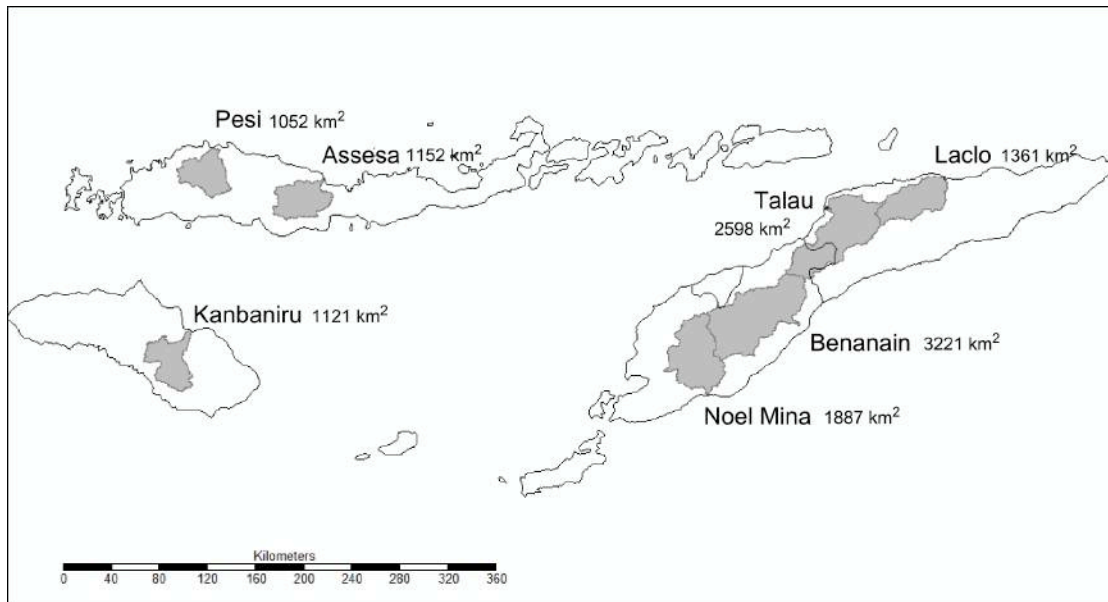 Pesi 1052 km²
Assesa 1152 km²
Laclo 1361 km²
Talau
2598 km²
Kanbaniru 1121 km²
Benanain 3221 km²
Noel Mina 1887 km²
Kilometers
0 40 80 120 160 200 240 280 320 360